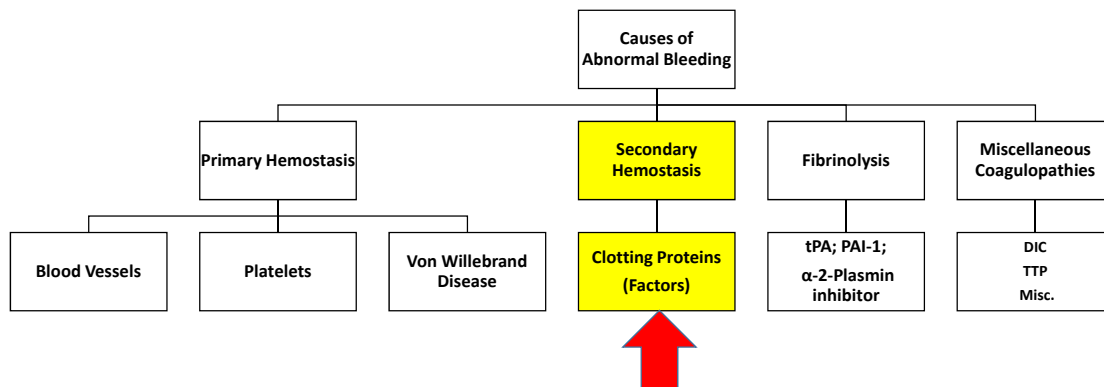 Causes of
Abnormal Bleeding
Primary Hemostasis
Secondary
Hemostasis
Fibrinolysis
Miscellaneous
Coagulopathies
Blood Vessels
Platelets
Von Willebrand
Disease
Clotting Proteins
(Factors)
tPA; PAI-1;
α-2-Plasmin
inhibitor
DIC
TTP
Misc.